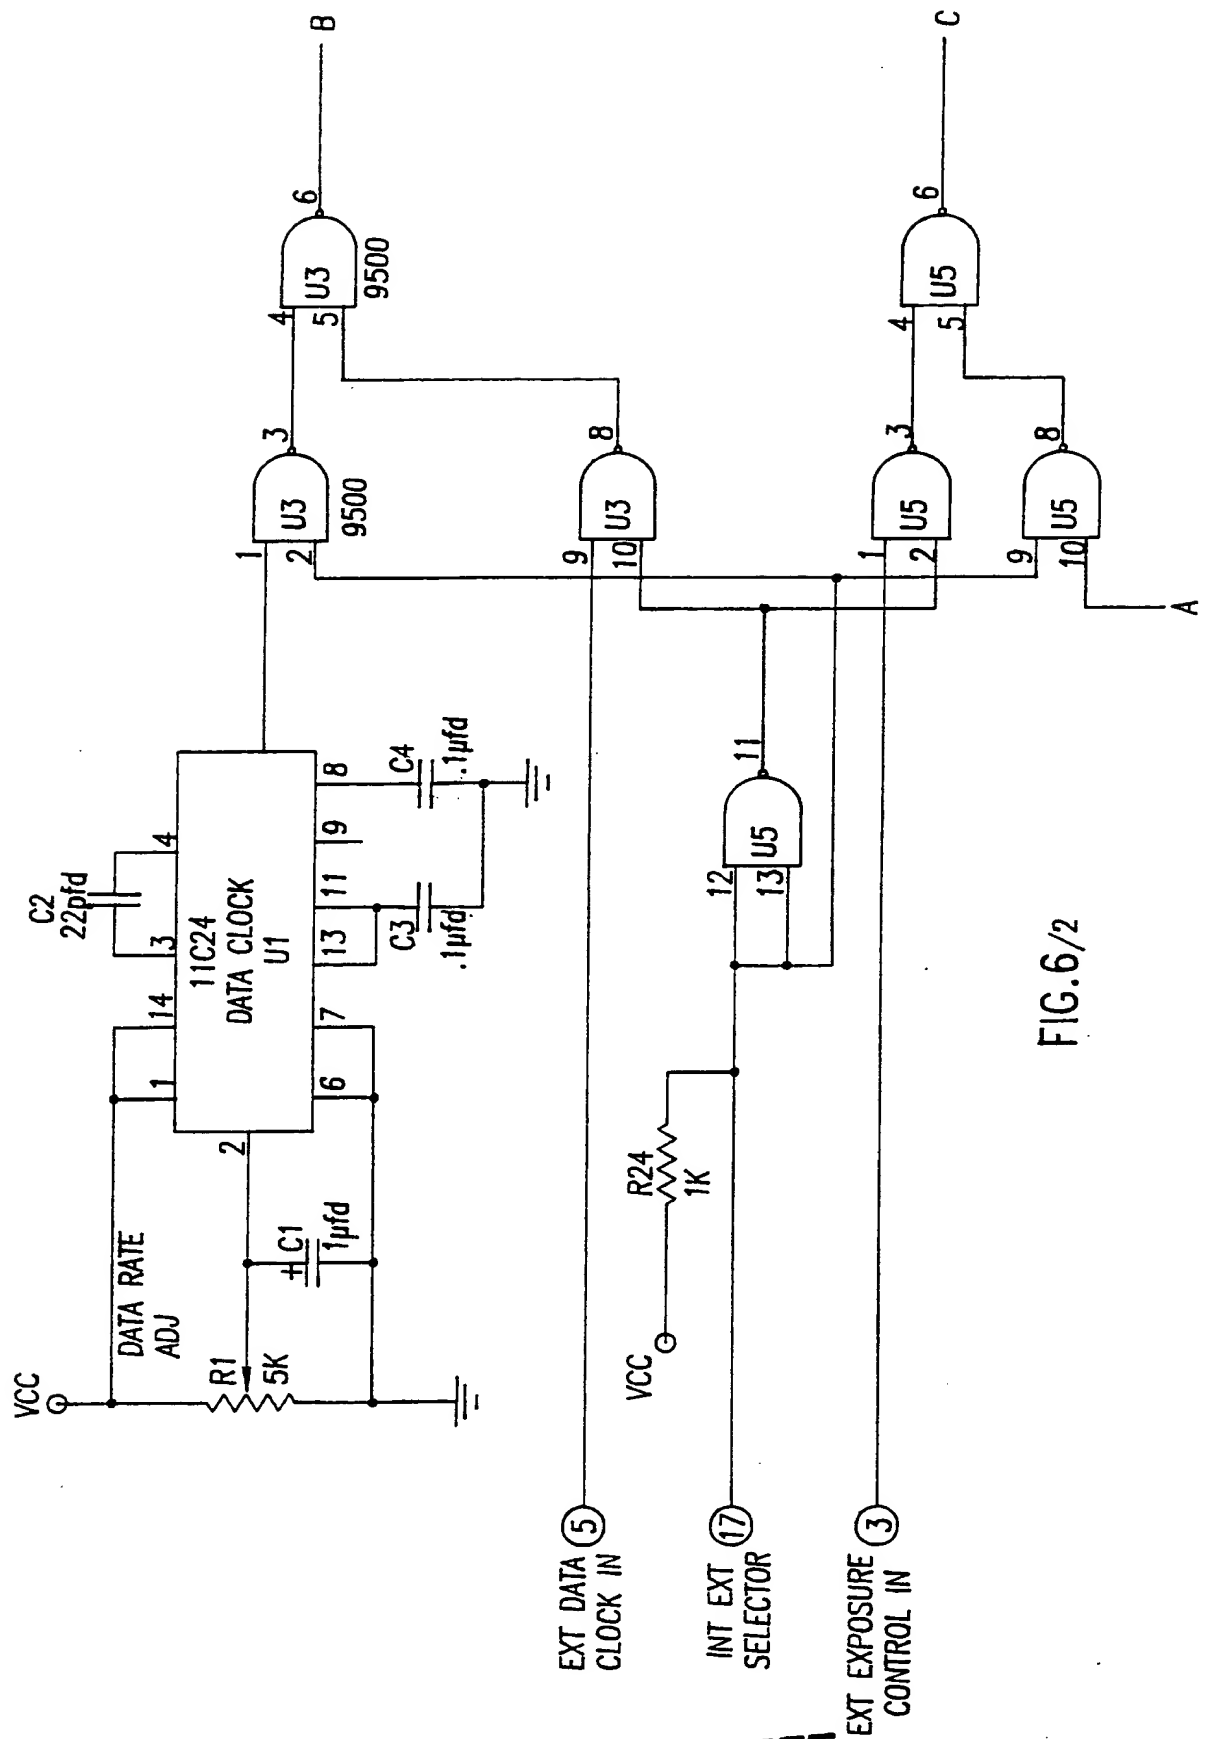 VCC
DATA RATE
ADJ
R1
5K
C1
+
1µfd
2
1
14
3
4
C2
22pfd
11C24
DATA CLOCK
U1
6
7
13
11
9
8
C3
.1µfd
C4
.1µfd
1
2
U3
3
9500
4
5
U3
6
9500
B
EXT DATA
CLOCK IN
5
9
10
U3
8
VCC
R24
1K
INT EXT
SELECTOR
17
12
13
U5
11
EXT EXPOSURE
CONTROL IN
3
1
2
U5
3
4
5
U5
6
C
9
10
U5
8
A
FIG.6/2